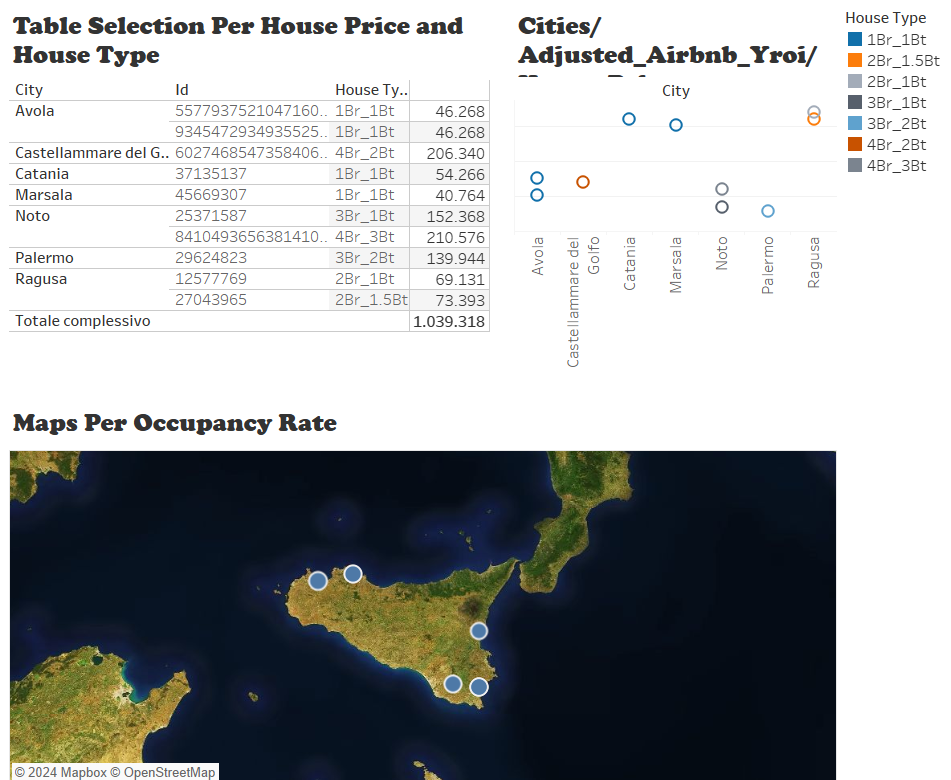 Table Selection Per House Price and
House Type
City Id House Ty..
Avola 5577937521047160.. 1Br_1Bt 46.268
9345472934935525.. 1Br_1Bt 46.268
Castellammare del G.. 6027468547358406.. 4Br_2Bt 206.340
Catania 37135137 1Br_1Bt 54.266
Marsala 45669307 1Br_1Bt 40.764
Noto 25371587 3Br_1Bt 152.368
8410493656381410.. 4Br_3Bt 210.576
Palermo 29624823 3Br_2Bt 139.944
Ragusa 12577769 2Br_1Bt 69.131
27043965 2Br_1.5Bt 73.393
Totale complessivo 1.039.318
Cities/
Adjusted_Airbnb_Yroi/
City
Avola
Castellammare del
Golfo
Catania
Marsala
Noto
Palermo
Ragusa
House Type
1Br_1Bt
2Br_1.5Bt
2Br_1Bt
3Br_1Bt
3Br_2Bt
4Br_2Bt
4Br_3Bt
Maps Per Occupancy Rate
© 2024 Mapbox © OpenStreetMap